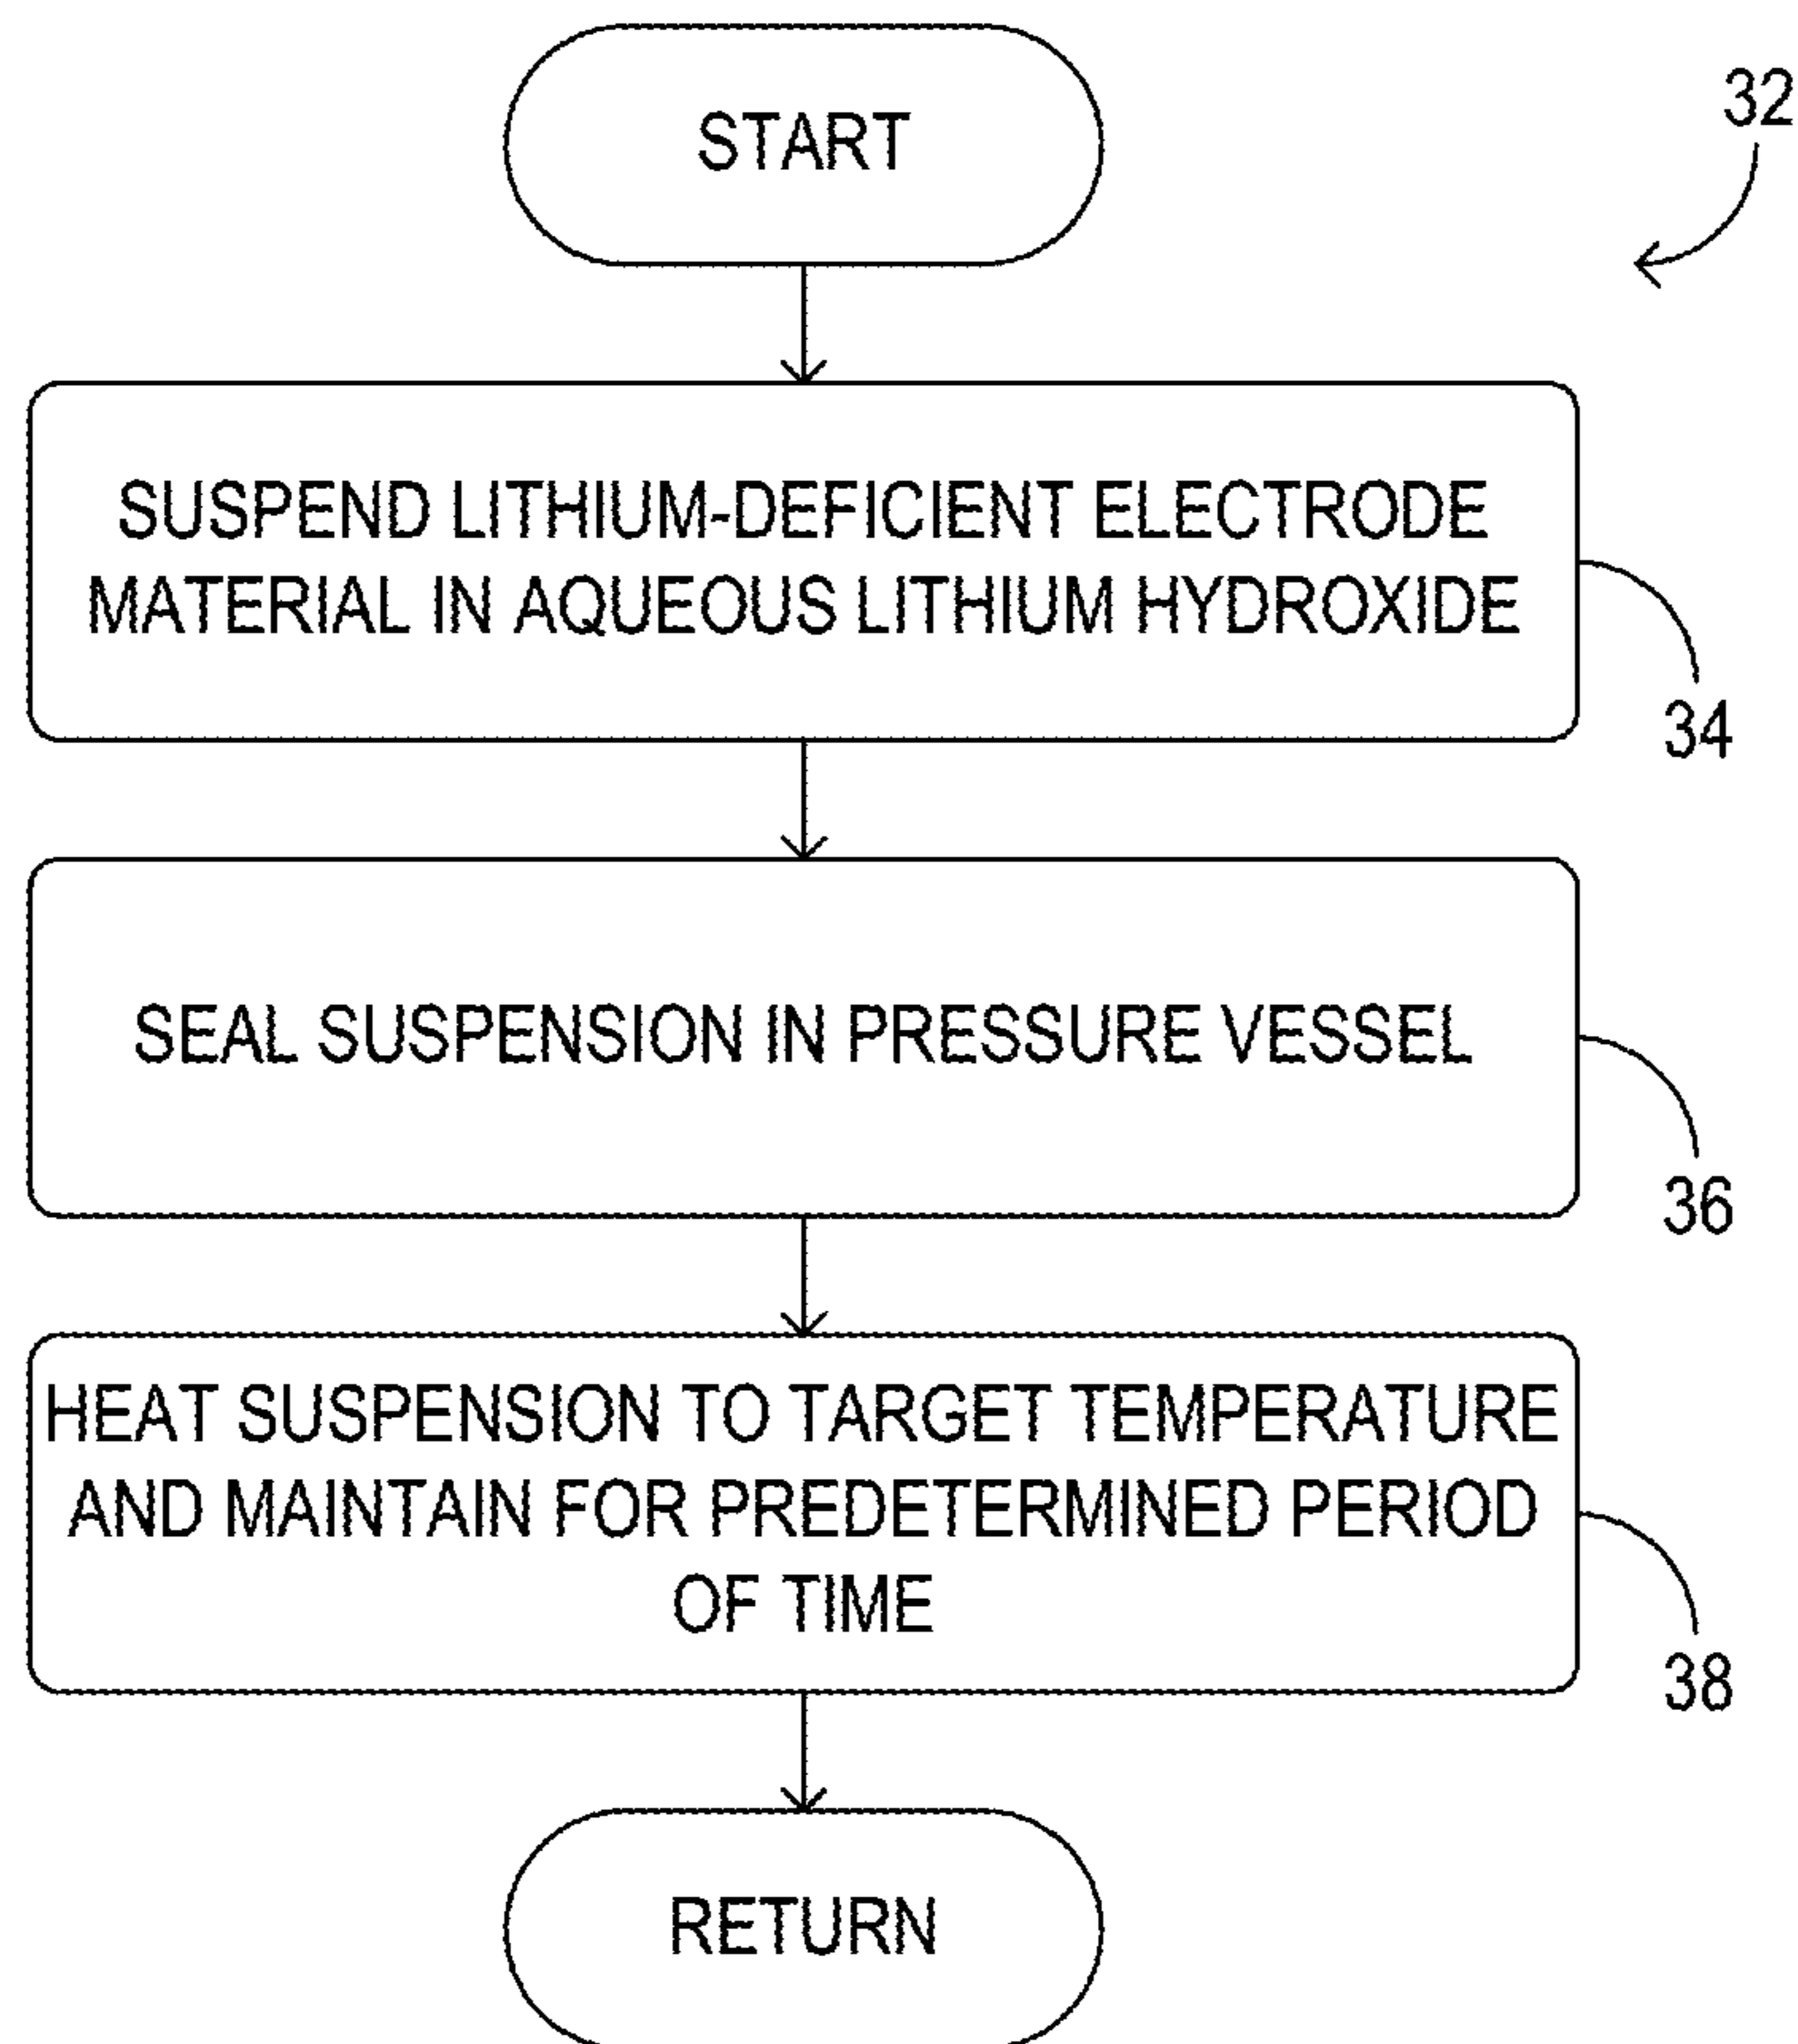 START
32
SUSPEND LITHIUM-DEFICIENT ELECTRODE
MATERIAL IN AQUEOUS LITHIUM HYDROXIDE
34
SEAL SUSPENSION IN PRESSURE VESSEL
36
HEAT SUSPENSION TO TARGET TEMPERATURE
AND MAINTAIN FOR PREDETERMINED PERIOD
OF TIME
38
RETURN